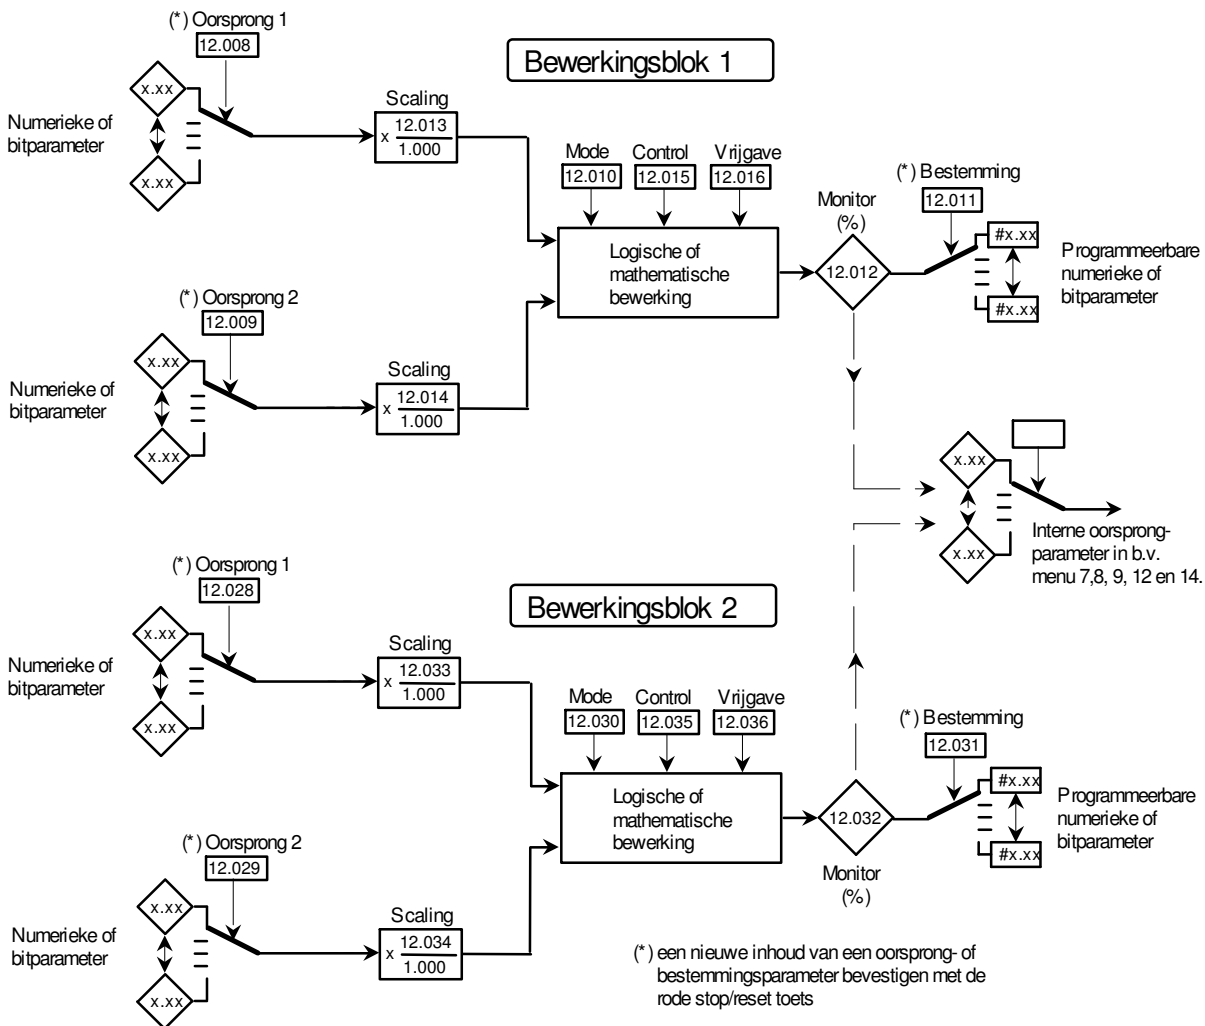 (*) Oorsprong 1
12.008
Bewerkingsblok 1
x.xx
Numerieke of
bitparameter
x.xx
Scaling
x 12.013
1.000
Mode
12.010
Control
12.015
Vrijgave
12.016
(*) Bestemming
12.011
Monitor
(%)
#x.xx
Logische of
mathematische
bewerking
12.012
Programmeerbare
numerieke of
bitparameter
#x.xx
(*) Oorsprong 2
12.009
x.xx
Numerieke of
bitparameter
x.xx
Scaling
x 12.014
1.000
x.xx
x.xx
Interne oorsprong-
parameter in b.v.
menu 7,8, 9, 12 en 14.
(*) Oorsprong 1
12.028
Bewerkingsblok 2
x.xx
Numerieke of
bitparameter
x.xx
Scaling
x 12.033
1.000
Mode
12.030
Control
12.035
Vrijgave
12.036
(*) Bestemming
12.031
#x.xx
Logische of
mathematische
bewerking
12.032
Programmeerbare
numerieke of
bitparameter
#x.xx
Monitor
(%)
(*) Oorsprong 2
12.029
x.xx
Numerieke of
bitparameter
x.xx
Scaling
x 12.034
1.000
(*) een nieuwe inhoud van een oorsprong- of
bestemmingsparameter bevestigen met de
rode stop/reset toets